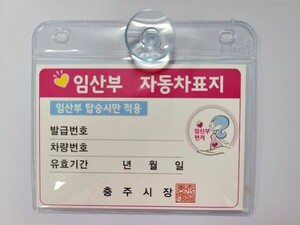 임산부 자동차표지
임산부 탑승시만 적용
발급번호
차량번호
유효기간 년 월 일
임산부
먼저
충주시장